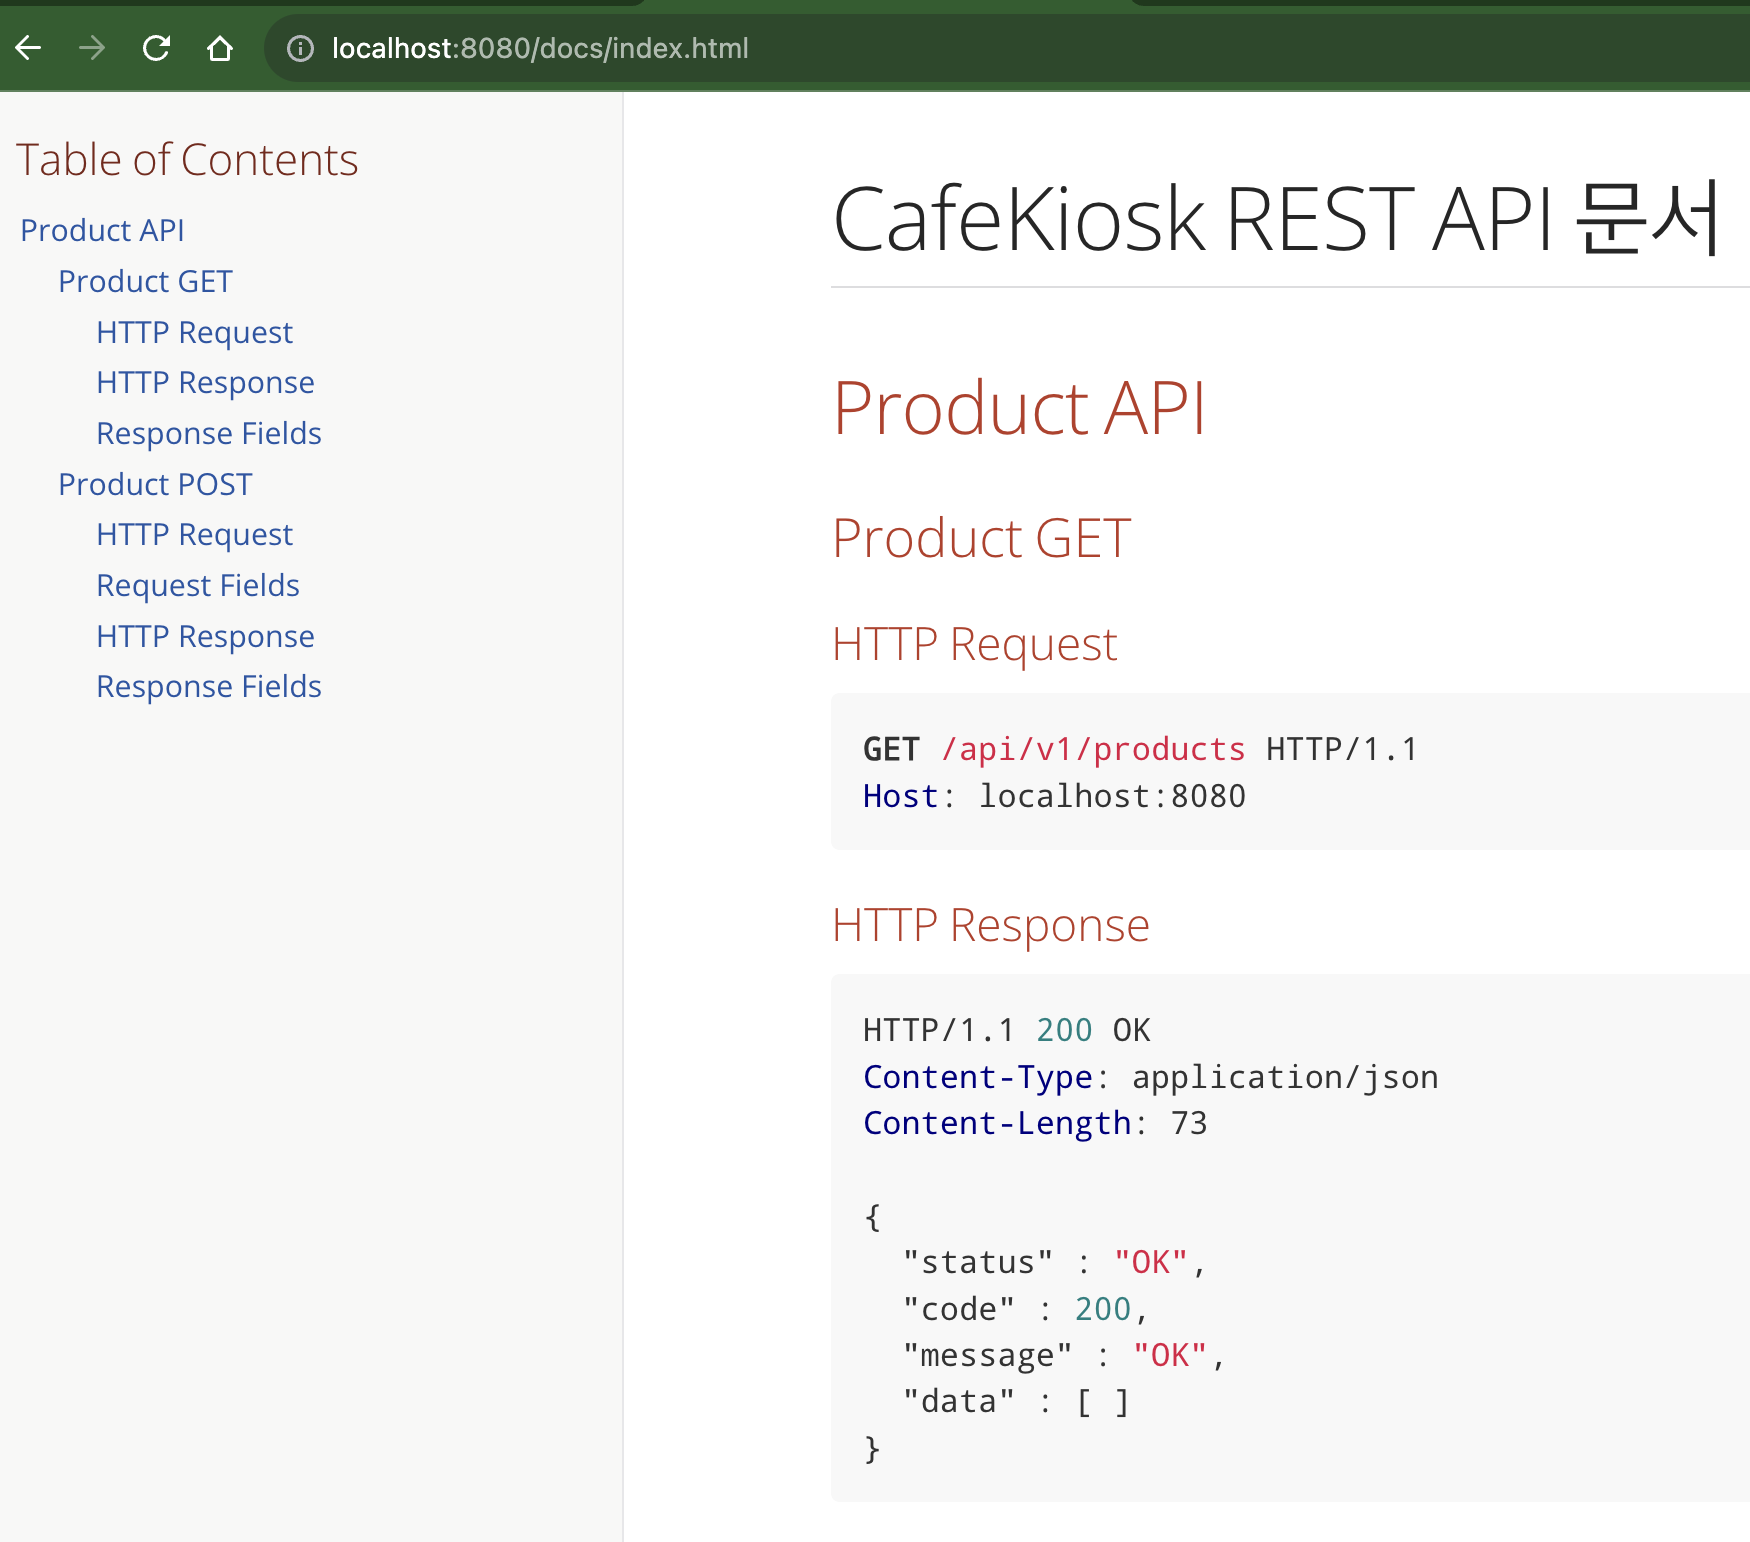 localhost:8080/docs/index.html
Table of Contents
Product API
Product GET
HTTP Request
HTTP Response
Response Fields
Product POST
HTTP Request
Request Fields
HTTP Response
Response Fields
CafeKiosk REST API 문서
Product API
Product GET
HTTP Request
GET /api/v1/products HTTP/1.1
Host: localhost:8080
HTTP Response
HTTP/1.1 200 OK
Content-Type: application/json
Content-Length: 73
{
"status" : "OK",
"code" : 200,
"message" : "OK",
"data" : [ ]
}